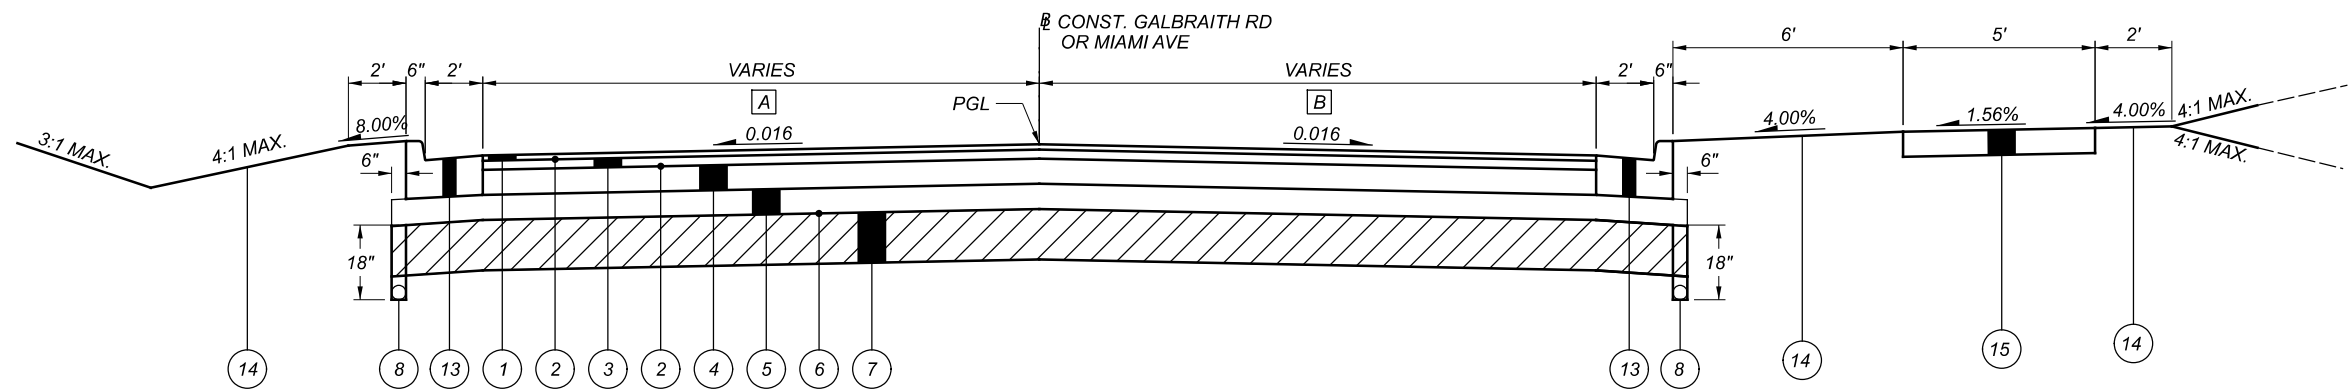 ℄ CONST. GALBRAITH RD
OR MIAMI AVE
2' 6" 2' VARIES VARIES 2' 6" 6' 5' 2'
A B
PGL
3:1 MAX. 4:1 MAX. 8.00% 0.016 0.016 4.00% 1.56% 4.00% 4:1 MAX.
4:1 MAX.
6" 6"
18" 18"
14 8 13 1 2 3 2 4 5 6 7 13 8 14 15 14